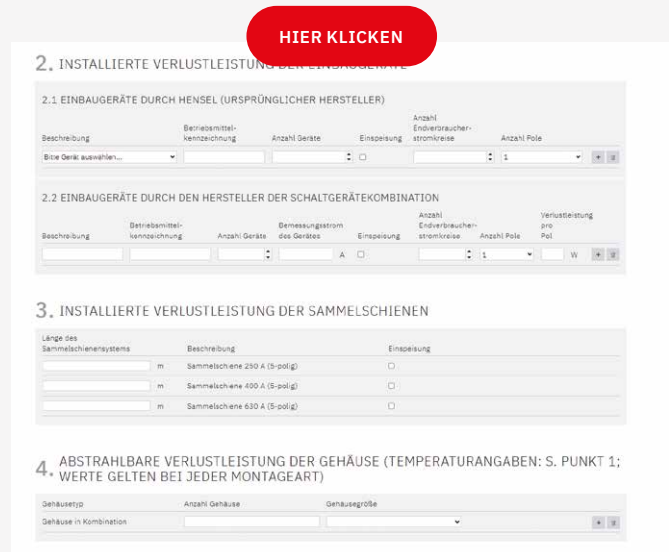 HIER KLICKEN
2. INSTALLIERTE VERLUSTLEISTUNG DER EINBAUGERÄTE
2.1 EINBAUGERÄTE DURCH HENSEL (URSPRÜNGLICHER HERSTELLER)
Beschreibung Betriebsmittel-kennzeichnung Anzahl Geräte Einspeisung Anzahl Endverbraucher-stromkreise Anzahl Pole
Bitte Gerät auswählen... 1 +
2.2 EINBAUGERÄTE DURCH DEN HERSTELLER DER SCHALTGERÄTEKOMBINATION
Beschreibung Betriebsmittel-kennzeichnung Anzahl Geräte Bemessungsstrom des Gerätes Einspeisung Anzahl Endverbraucher-stromkreise Anzahl Pole Verlustleistung pro Pol
A 1 W +
3. INSTALLIERTE VERLUSTLEISTUNG DER SAMMELSCHIENEN
Länge des Sammelschienensystems Beschreibung Einspeisung
m Sammelschiene 250 A (5-polig)
m Sammelschiene 400 A (5-polig)
m Sammelschiene 630 A (5-polig)
4. ABSTRAHLBARE VERLUSTLEISTUNG DER GEHÄUSE (TEMPERATURANGABEN: S. PUNKT 1;
WERTE GELTEN BEI JEDER MONTAGEART)
Gehäusetyp Anzahl Gehäuse Gehäusegröße
Gehäuse in Kombination +